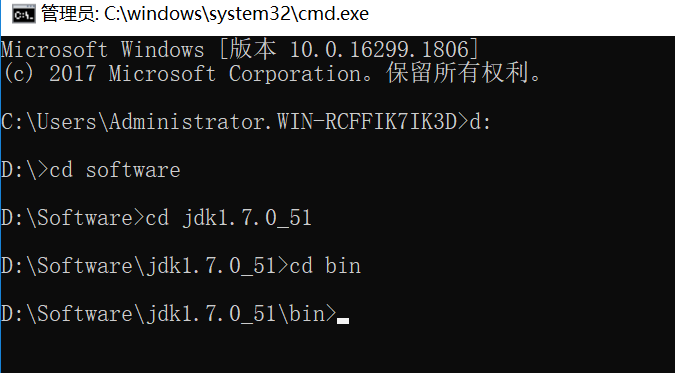 管理员: C:\windows\system32\cmd.exe
Microsoft Windows [版本 10.0.16299.1806]
(c) 2017 Microsoft Corporation。保留所有权利。
C:\Users\Administrator.WIN-RCFFIK7IK3D>d:
D:\>cd software
D:\Software>cd jdk1.7.0_51
D:\Software\jdk1.7.0_51>cd bin
D:\Software\jdk1.7.0_51\bin>